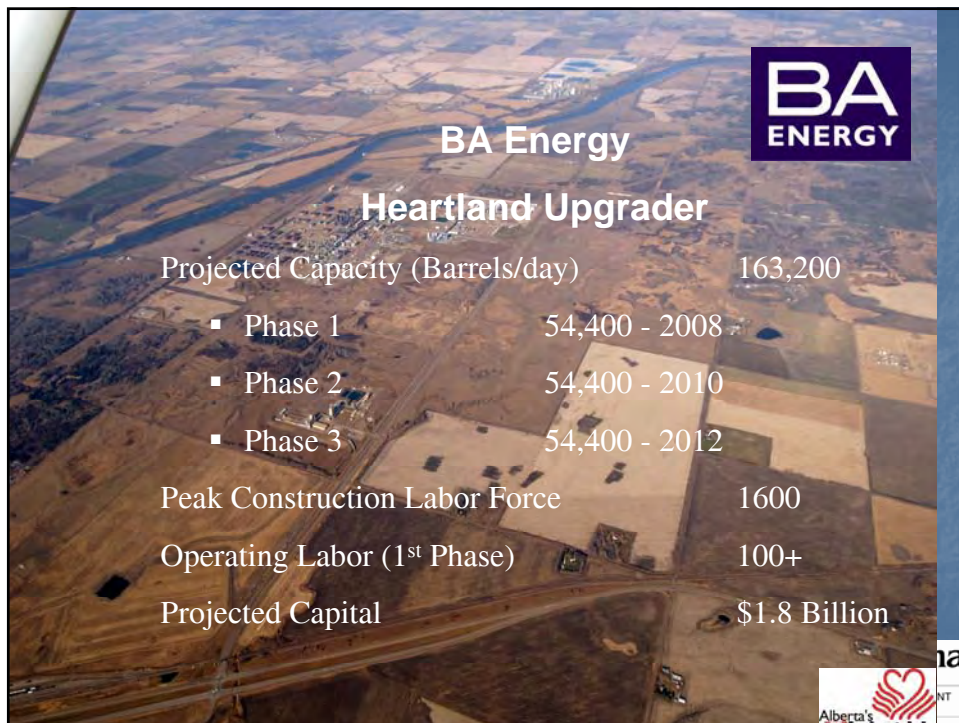 BA
ENERGY
BA Energy
Heartland Upgrader
Projected Capacity (Barrels/day) 163,200
▪ Phase 1 54,400 - 2008
▪ Phase 2 54,400 - 2010
▪ Phase 3 54,400 - 2012
Peak Construction Labor Force 1600
Operating Labor (1st Phase) 100+
Projected Capital $1.8 Billion
Alberta's
NT